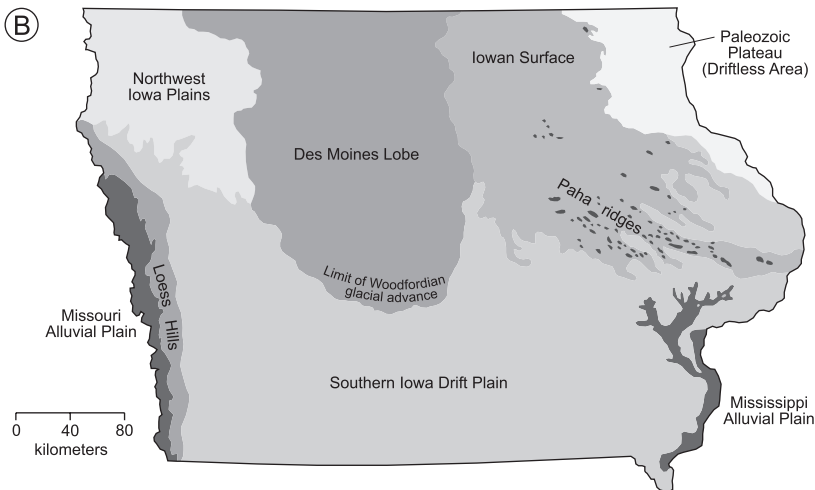 B
Paleozoic
Plateau
(Driftless Area)
Iowan Surface
Northwest
Iowa Plains
Des Moines Lobe
Paha ridges
Limit of Woodfordian
glacial advance
Loess Hills
Missouri
Alluvial Plain
Southern Iowa Drift Plain
Mississippi
Alluvial Plain
0 40 80
kilometers